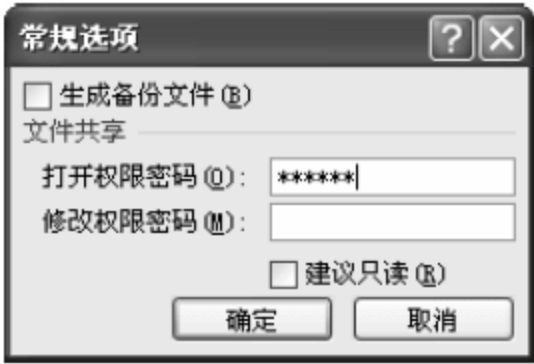 常规选项
生成备份文件(B)
文件共享
打开权限密码(O): ******
修改权限密码(M):
建议只读(R)
确定 取消